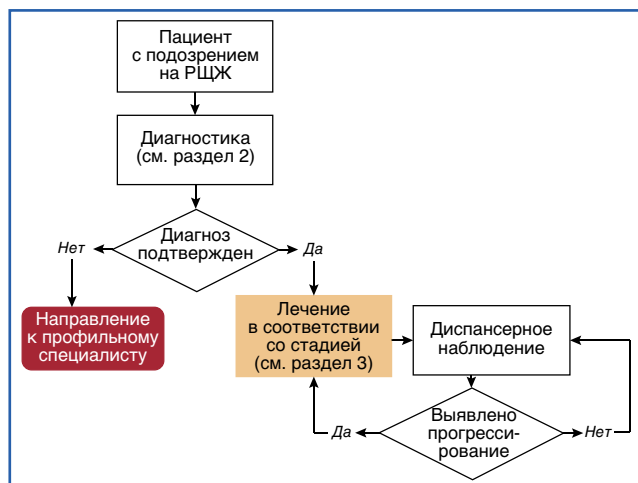 Пациент
с подозрением
на РЩЖ
Диагностика
(см. раздел 2)
Диагноз
подтвержден
Нет
Да
Направление
к профильному
специалисту
Лечение
в соответствии
со стадией
(см. раздел 3)
Диспансерное
наблюдение
Выявлено
прогресси-
рование
Да
Нет